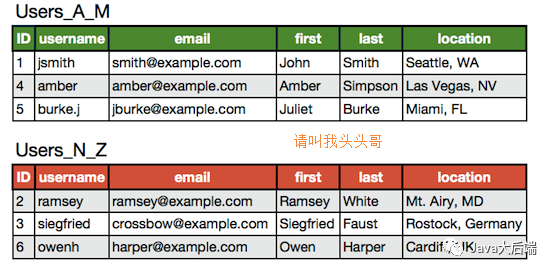 Users_A_M
ID username email first last location
1 jsmith smith@example.com John Smith Seattle, WA
4 amber amber@example.com Amber Simpson Las Vegas, NV
5 burke.j jburke@example.com Juliet Burke Miami, FL
请叫我头头哥
Users_N_Z
ID username email first last location
2 ramsey ramsey@example.com Ramsey White Mt. Airy, MD
3 siegfried crossbow@example.com Siegfried Faust Rostock, Germany
6 owenh harper@example.com Owen Harper Cardiff, UK
Java大后端